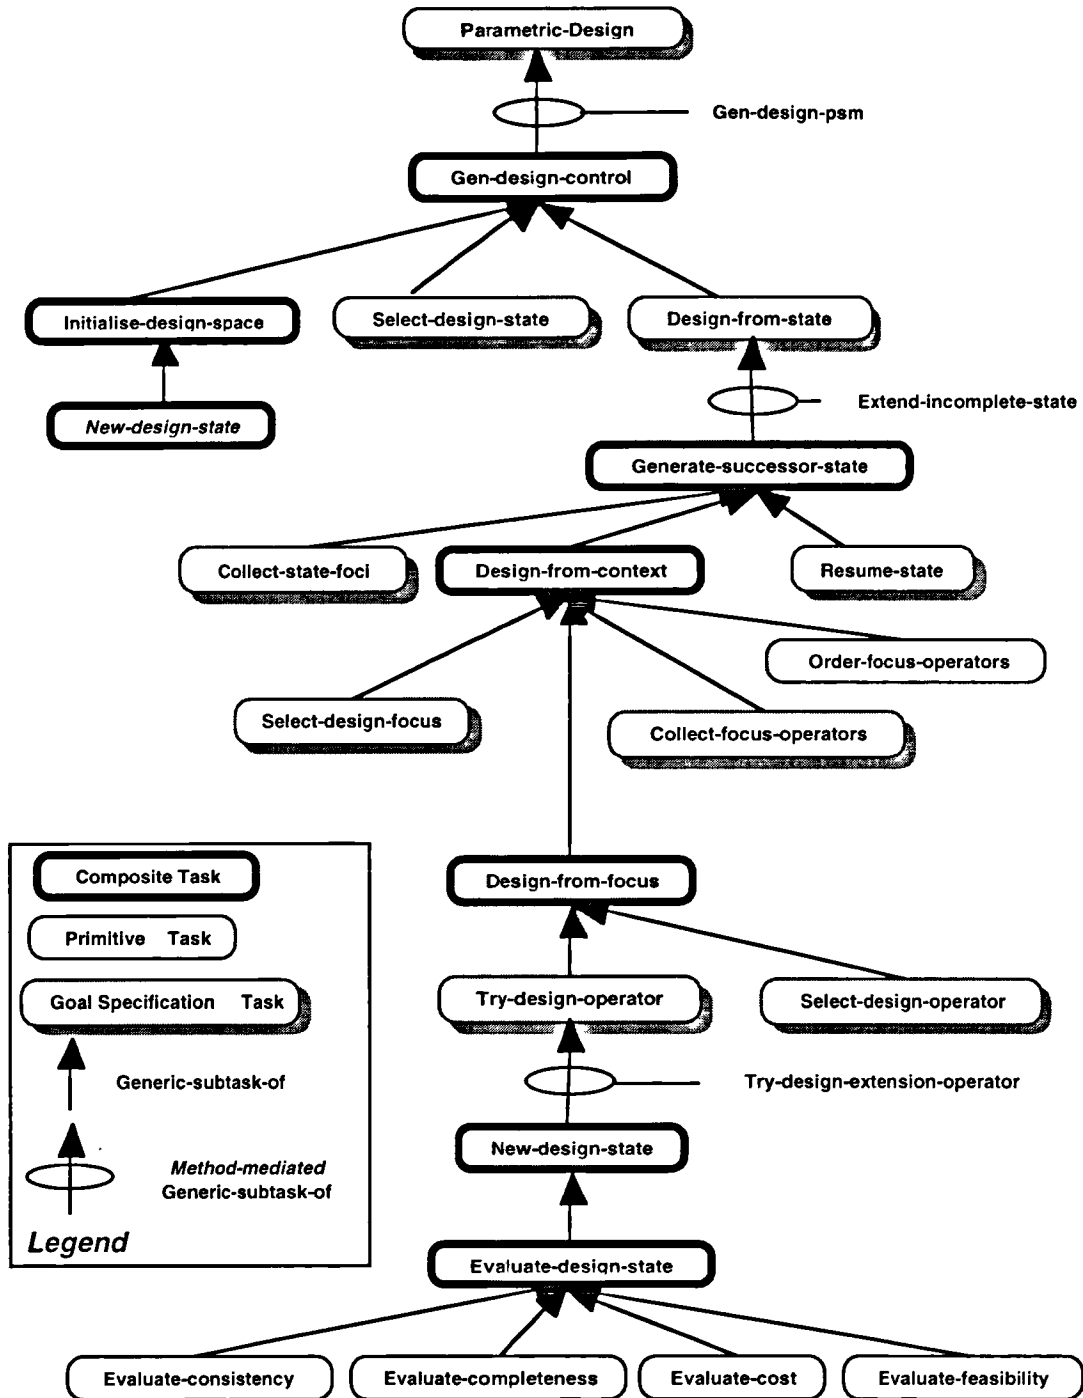 Parametric-Design
Gen-design-psm
Gen-design-control
Initialise-design-space
Select-design-state
Design-from-state
New-design-state
Extend-incomplete-state
Generate-successor-state
Collect-state-foci
Design-from-context
Resume-state
Order-focus-operators
Select-design-focus
Collect-focus-operators
Composite Task
Primitive Task
Goal Specification Task
Generic-subtask-of
Method-mediated
Generic-subtask-of
Legend
Design-from-focus
Try-design-operator
Select-design-operator
Try-design-extension-operator
New-design-state
Evaluate-design-state
Evaluate-consistency
Evaluate-completeness
Evaluate-cost
Evaluate-feasibility